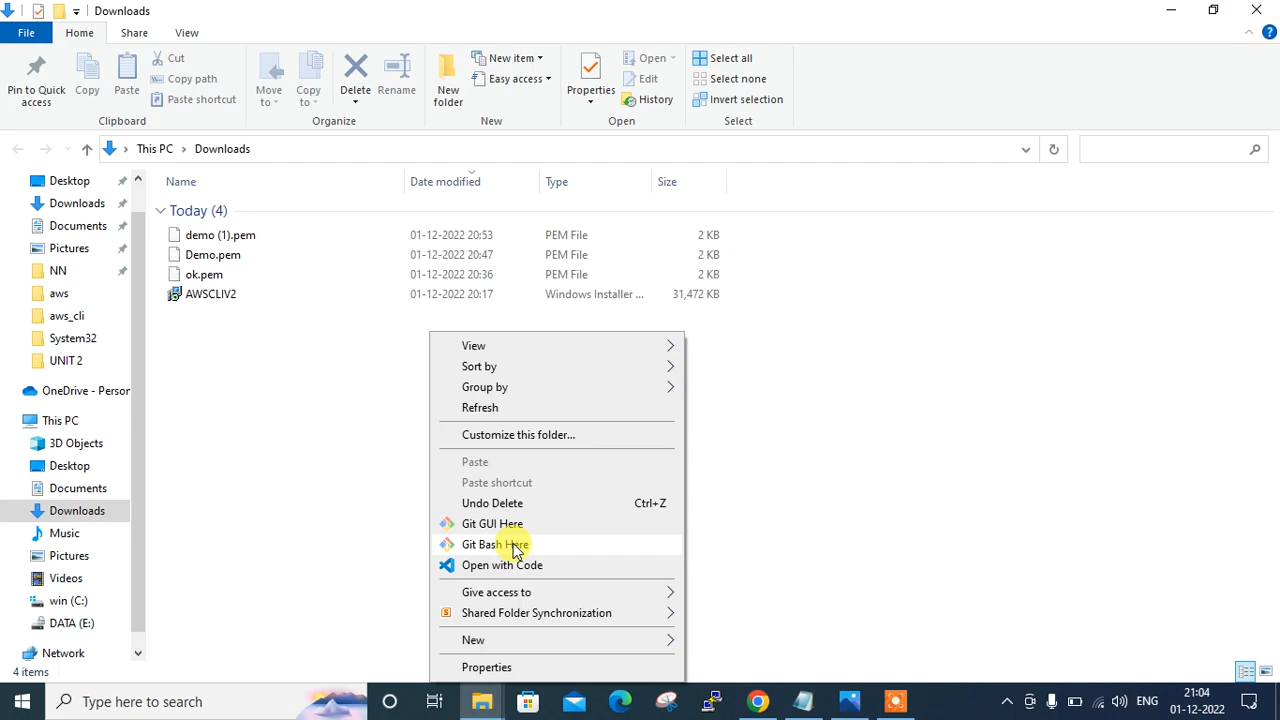 Downloads
File Home Share View
Pin to Quick access
Copy
Paste
Cut
Copy path
Paste shortcut
Clipboard
Move to
Copy to
Delete
Rename
Organize
New folder
New item
Easy access
New
Properties
Open
Edit
History
Open
Select all
Select none
Invert selection
Select
This PC Downloads
Name Date modified Type Size
Today (4)
demo (1).pem 01-12-2022 20:53 PEM File 2 KB
Demo.pem 01-12-2022 20:47 PEM File 2 KB
ok.pem 01-12-2022 20:36 PEM File 2 KB
AWSCLIV2 01-12-2022 20:17 Windows Installer ... 31,472 KB
Desktop
Downloads
Documents
Pictures
NN
aws
aws_cli
System32
UNIT 2
OneDrive - Person
This PC
3D Objects
Desktop
Documents
Downloads
Music
Pictures
Videos
win (C:)
DATA (E:)
Network
View
Sort by
Group by
Refresh
Customize this folder...
Paste
Paste shortcut
Undo Delete Ctrl+Z
Git GUI Here
Git Bash Here
Open with Code
Give access to
Shared Folder Synchronization
New
Properties
4 items
Type here to search
ENG
21:04
01-12-2022